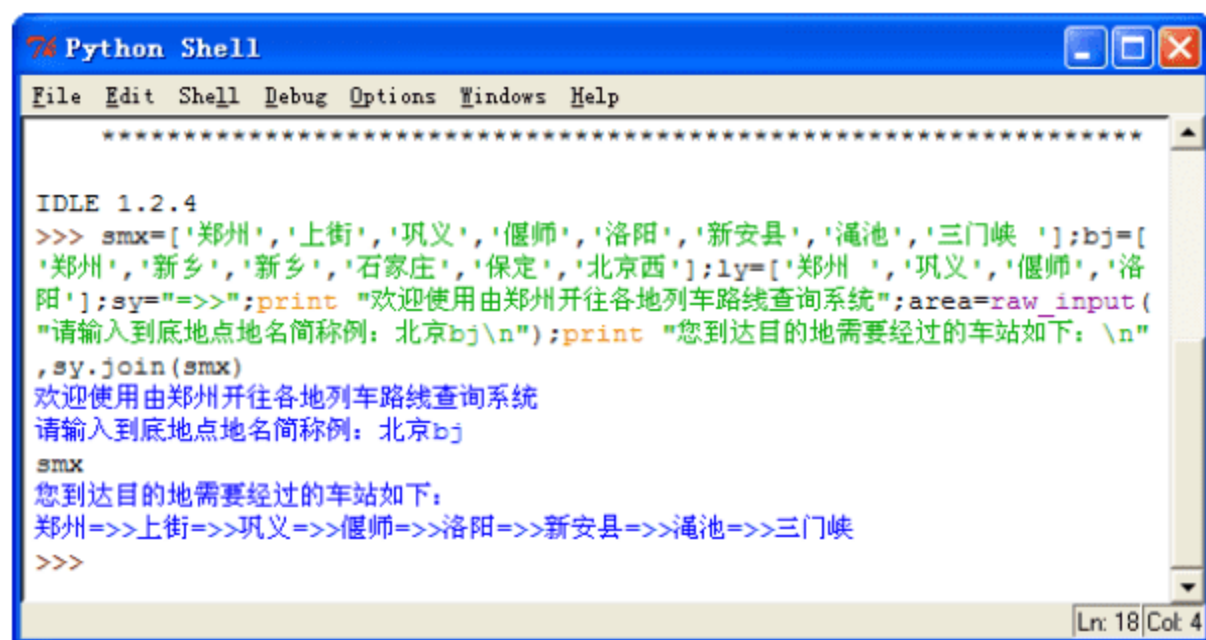 Python Shell
File Edit Shell Debug Options Windows Help
****************************************************************
IDLE 1.2.4
>>> smx=['郑州','上街','巩义','偃师','洛阳','新安县','渑池','三门峡 '];bj=[
'郑州','新乡','新乡','石家庄','保定','北京西'];ly=['郑州 ','巩义','偃师','洛
阳'];sy="=>>";print "欢迎使用由郑州开往各地列车路线查询系统";area=raw_input(
"请输入到底地点地名简称例：北京bj\n");print "您到达目的地需要经过的车站如下：\n"
,sy.join(smx)
欢迎使用由郑州开往各地列车路线查询系统
请输入到底地点地名简称例：北京bj
smx
您到达目的地需要经过的车站如下：
郑州=>>上街=>>巩义=>>偃师=>>洛阳=>>新安县=>>渑池=>>三门峡
>>>
Ln: 18 Col: 4